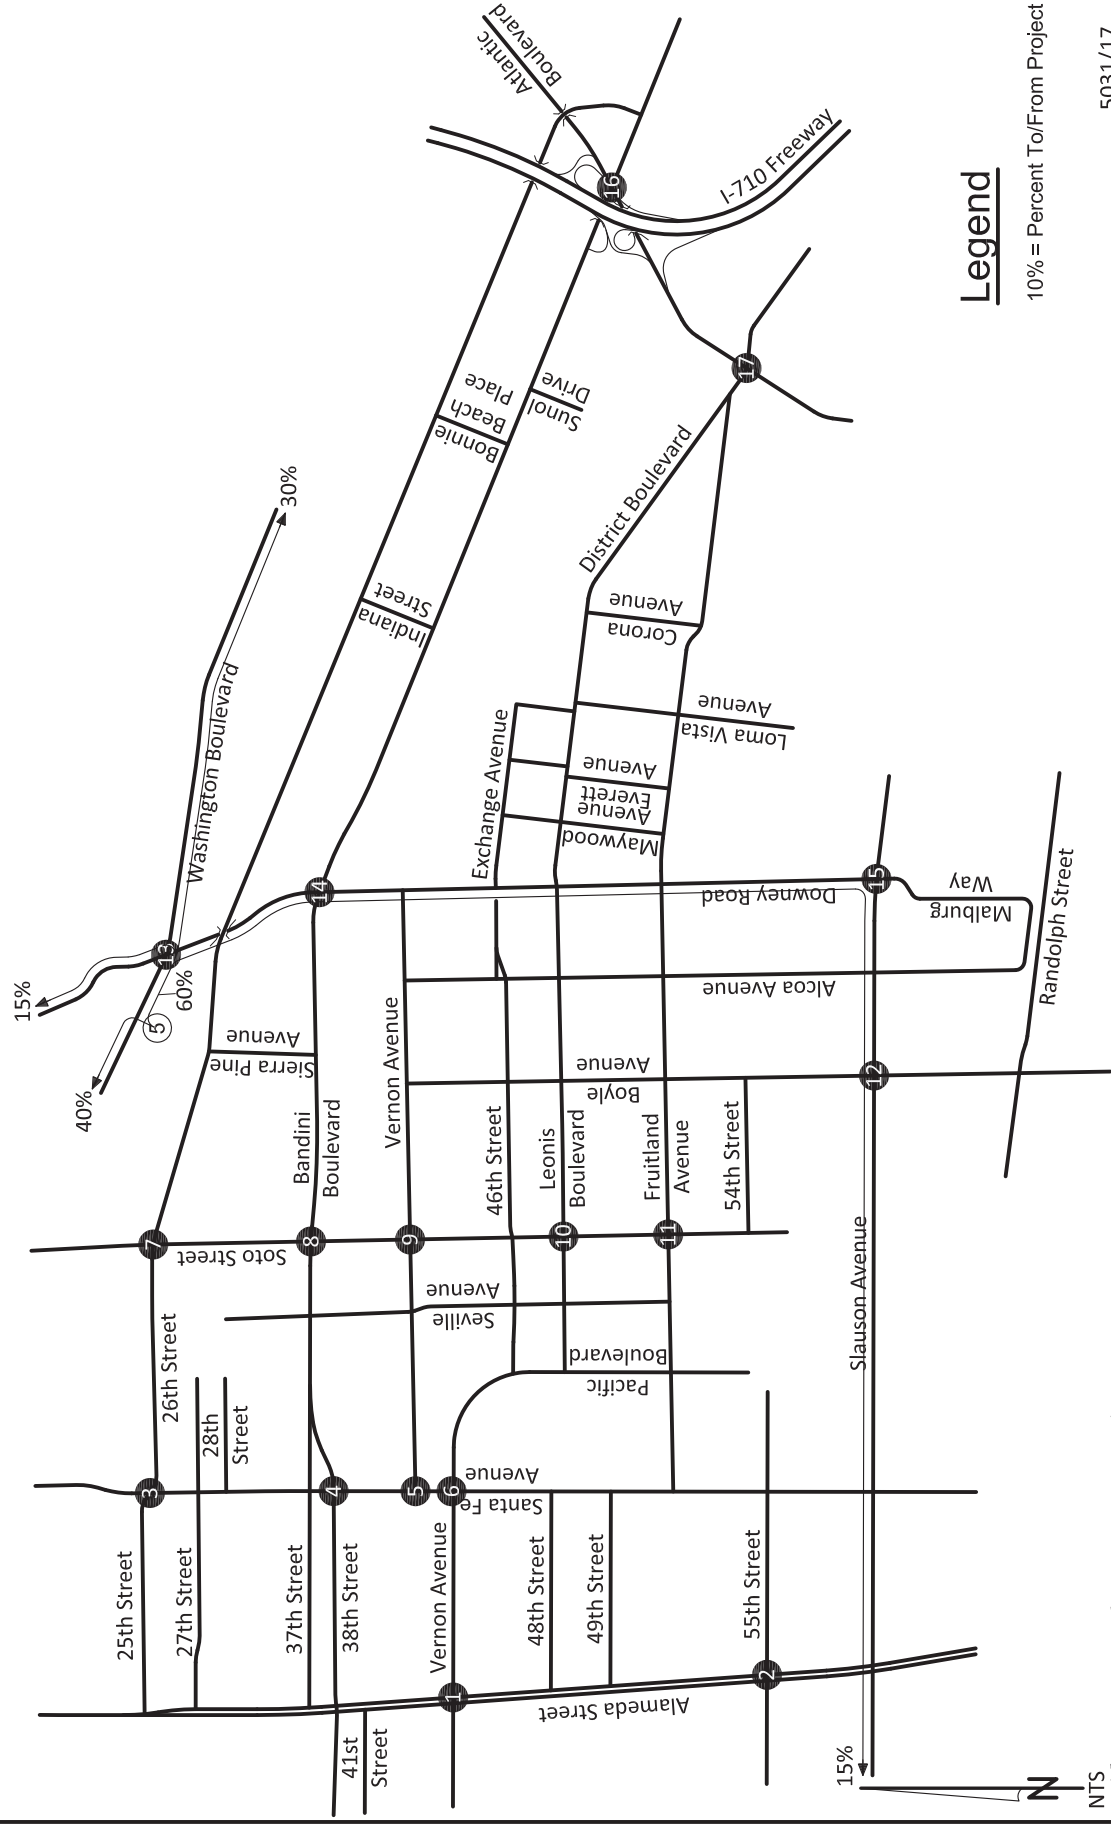 Atlantic
Boulevard
I-710 Freeway
16
Legend
10% = Percent To/From Project
5031/17
17
Bonnie
Beach
Place
Sunol
Drive
District Boulevard
30%
Washington Boulevard
Indiana
Street
Corona
Avenue
Loma Vista
Avenue
Exchange Avenue
Everett
Avenue
Maywood
Avenue
14
15%
13
60%
5
40%
Downey Road
15
Malburg
Way
Randolph Street
Alcoa Avenue
Sierra Pine
Avenue
Vernon Avenue
Boyle
Avenue
12
Bandini
Boulevard
46th Street
Leonis
Boulevard
Fruitland
Avenue
54th Street
7
Soto Street
8
9
10
11
Seville
Avenue
Slauson Avenue
26th Street
28th
Street
Pacific
Boulevard
3
4
5
6
Santa Fe
Avenue
25th Street
27th Street
37th Street
38th Street
Vernon Avenue
48th Street
49th Street
55th Street
1
2
Alameda Street
41st
Street
15%
N
NTS